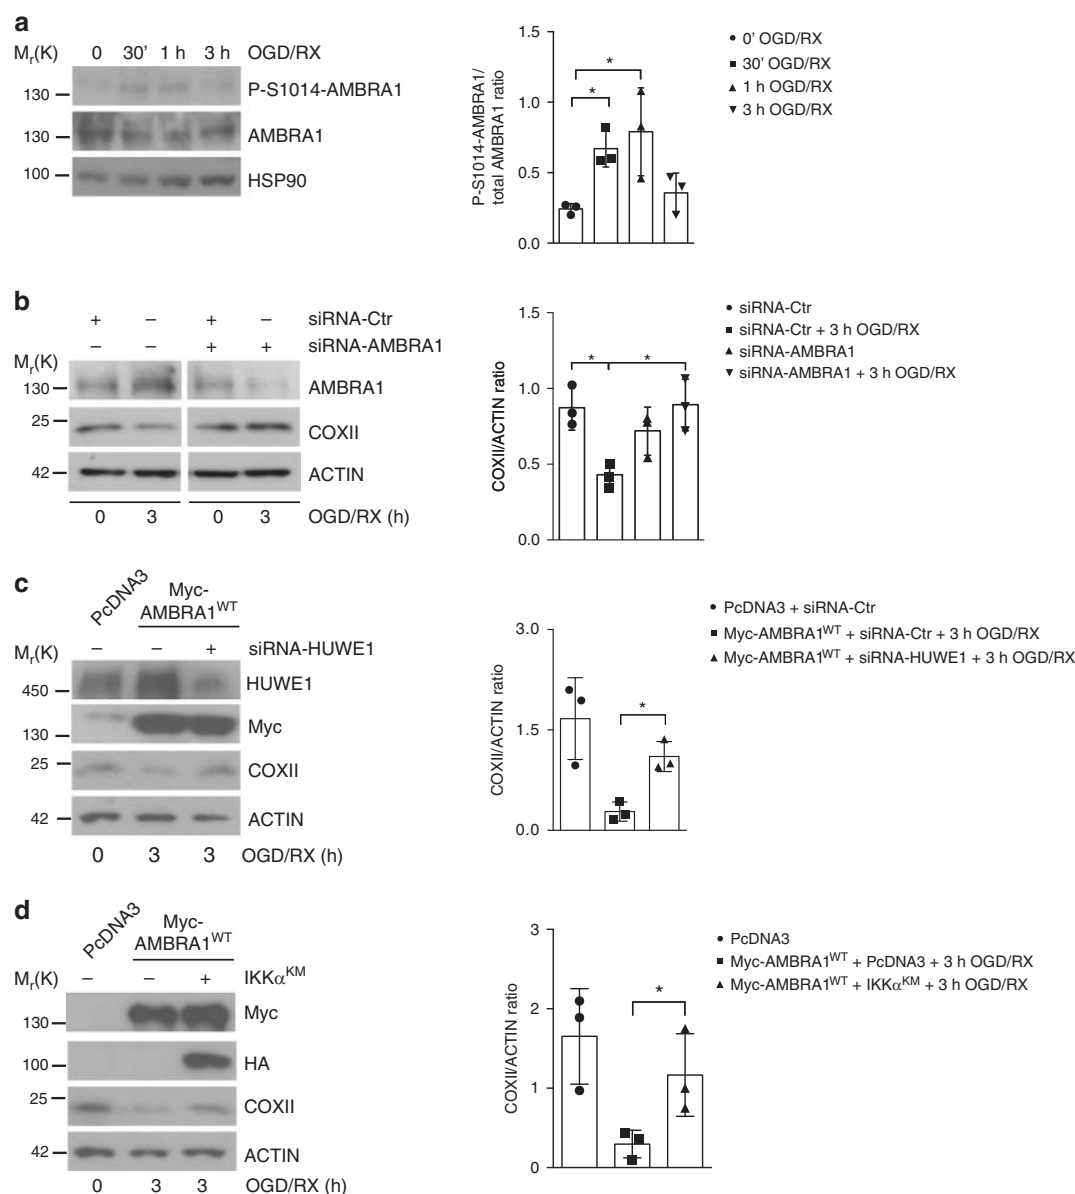 a
Mr(K)
0 30' 1 h 3 h OGD/RX
130 P-S1014-AMBRA1
130 AMBRA1
100 HSP90
P-S1014-AMBRA1/
total AMBRA1 ratio
1.5
1.0
0.5
0.0
* *
0' OGD/RX
30' OGD/RX
1 h OGD/RX
3 h OGD/RX
b
+ – + – siRNA-Ctr
– – + + siRNA-AMBRA1
Mr(K)
130 AMBRA1
25 COXII
42 ACTIN
0 3 0 3 OGD/RX (h)
COXII/ACTIN ratio
1.5
1.0
0.5
0.0
* *
siRNA-Ctr
siRNA-Ctr + 3 h OGD/RX
siRNA-AMBRA1
siRNA-AMBRA1 + 3 h OGD/RX
c
PcDNA3
Myc-
AMBRA1WT
Mr(K)
– – + siRNA-HUWE1
450 HUWE1
130 Myc
25 COXII
42 ACTIN
0 3 3 OGD/RX (h)
COXII/ACTIN ratio
3.0
1.5
0.0
*
PcDNA3 + siRNA-Ctr
Myc-AMBRA1WT + siRNA-Ctr + 3 h OGD/RX
Myc-AMBRA1WT + siRNA-HUWE1 + 3 h OGD/RX
d
PcDNA3
Myc-
AMBRA1WT
Mr(K)
– – + IKKαKM
130 Myc
100 HA
25 COXII
42 ACTIN
0 3 3 OGD/RX (h)
COXII/ACTIN ratio
3
2
1
0
*
PcDNA3
Myc-AMBRA1WT + PcDNA3 + 3 h OGD/RX
Myc-AMBRA1WT + IKKαKM + 3 h OGD/RX